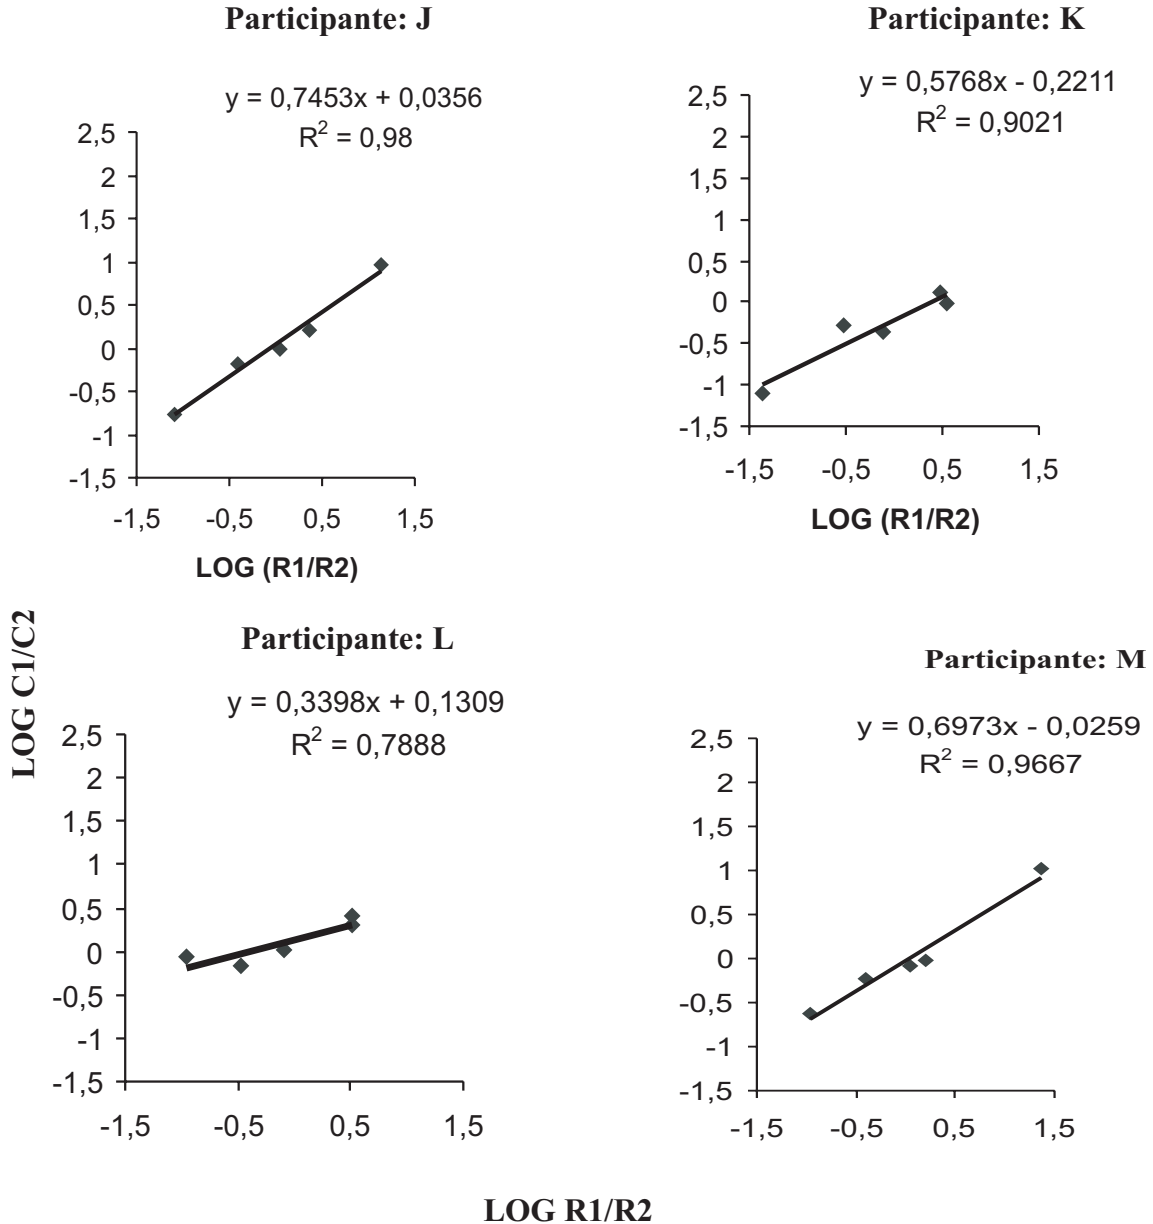 Participante: J
y = 0,7453x + 0,0356
R² = 0,98
2,5
2
1,5
1
0,5
0
-0,5
-1
-1,5
-1,5 -0,5 0,5 1,5
LOG (R1/R2)
Participante: K
y = 0,5768x - 0,2211
R² = 0,9021
2,5
2
1,5
1
0,5
0
-0,5
-1
-1,5
-1,5 -0,5 0,5 1,5
LOG (R1/R2)
LOG C1/C2
Participante: L
y = 0,3398x + 0,1309
R² = 0,7888
2,5
2
1,5
1
0,5
0
-0,5
-1
-1,5
-1,5 -0,5 0,5 1,5
Participante: M
y = 0,6973x - 0,0259
R² = 0,9667
2,5
2
1,5
1
0,5
0
-0,5
-1
-1,5
-1,5 -0,5 0,5 1,5
LOG R1/R2